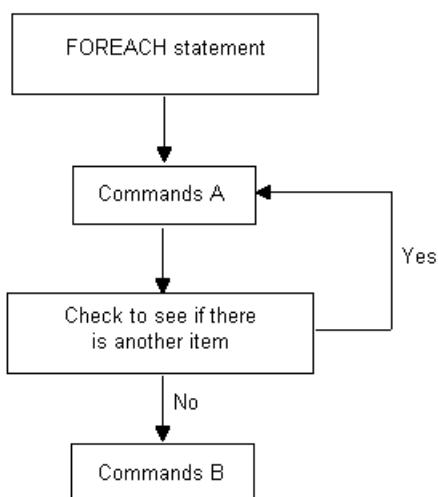 FOREACH statement
Commands A
Yes
Check to see if there
is another item
No
Commands B